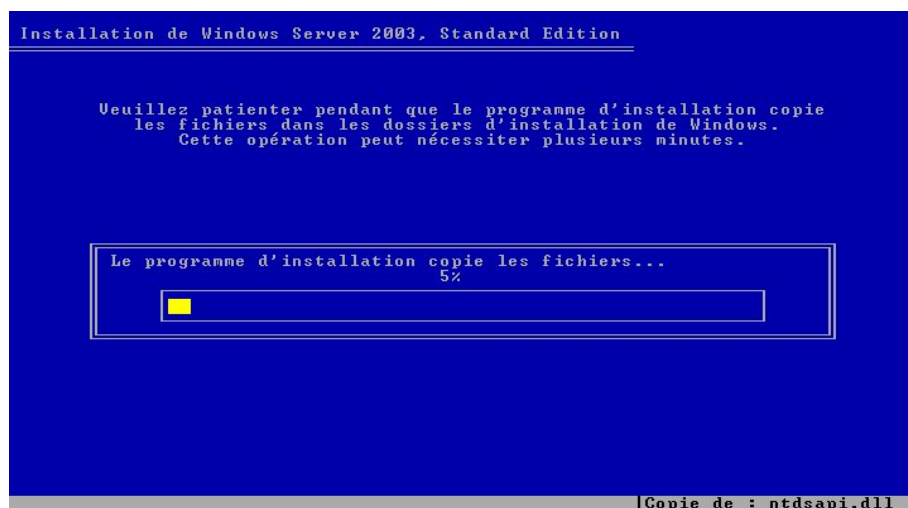 Installation de Windows Server 2003, Standard Edition
Veuillez patienter pendant que le programme d'installation copie
les fichiers dans les dossiers d'installation de Windows.
Cette opération peut nécessiter plusieurs minutes.
Le programme d'installation copie les fichiers...
5%
Copie de : ntdsapi.dll